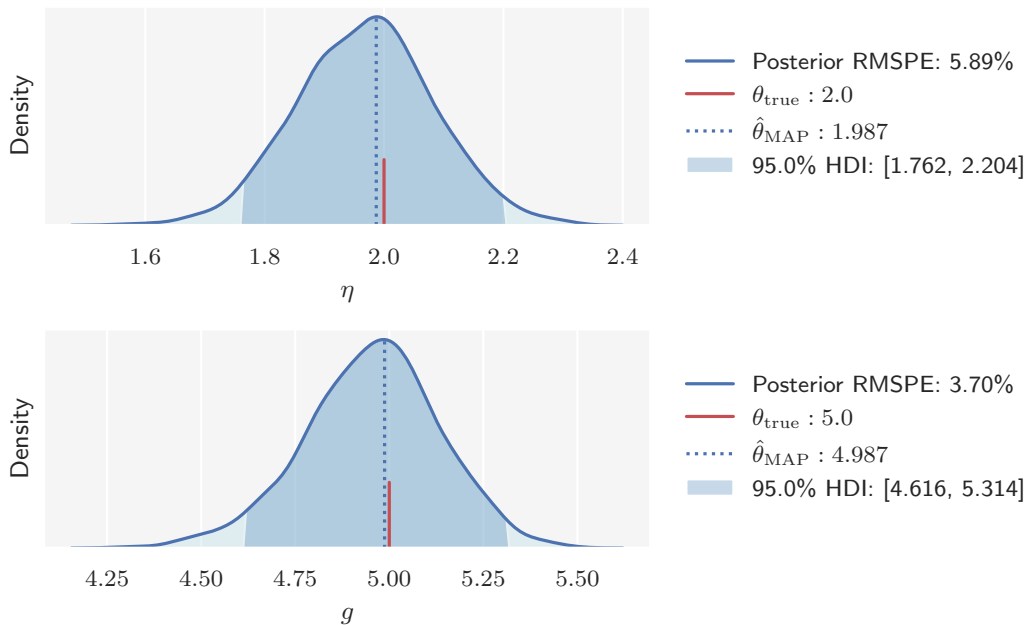 Density
1.6 1.8 2.0 2.2 2.4
η
Posterior RMSPE: 5.89%
θtrue : 2.0
θ̂MAP : 1.987
95.0% HDI: [1.762, 2.204]
Density
4.25 4.50 4.75 5.00 5.25 5.50
g
Posterior RMSPE: 3.70%
θtrue : 5.0
θ̂MAP : 4.987
95.0% HDI: [4.616, 5.314]